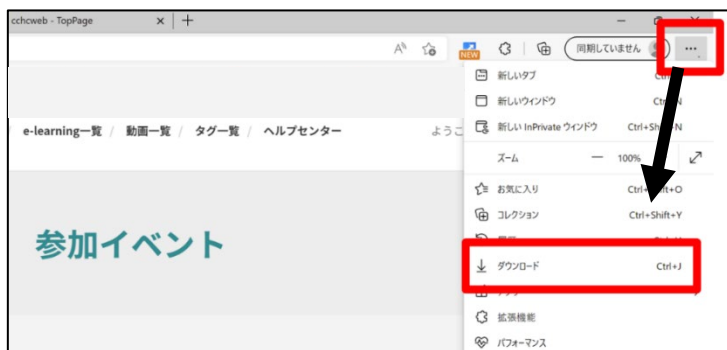 cchcweb - TopPage
NEW
同期していません
新しいタブ
新しいウィンドウ
新しい InPrivate ウィンドウ
ズーム 100%
お気に入り
コレクション Ctrl+Shift+Y
ダウンロード Ctrl+J
拡張機能
パフォーマンス
e-learning一覧 / 動画一覧 / タグ一覧 / ヘルプセンター
ようこ
参加イベント